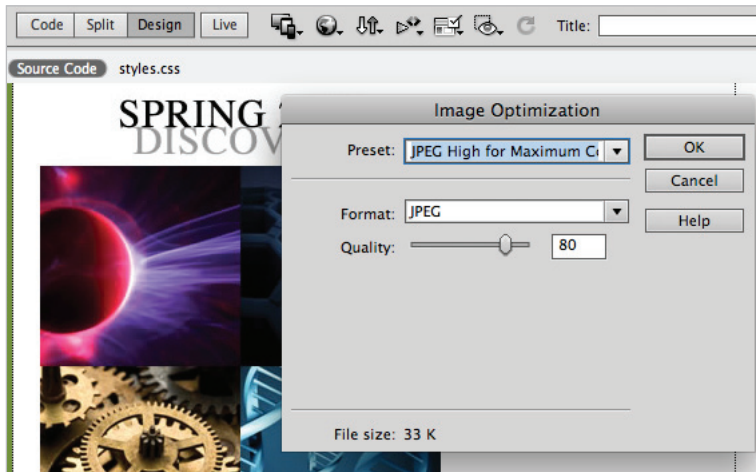 Code Split Design Live Title:
Source Code styles.css
SPRING
Image Optimization
Preset: JPEG High for Maximum OK
Cancel
Format: JPEG Help
Quality: 80
File size: 33 K